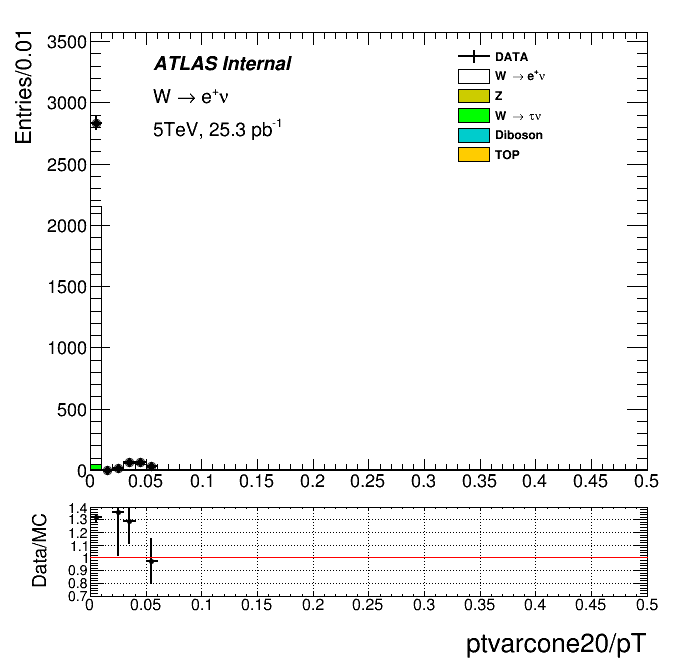 Entries/0.01
3500
3000
2500
2000
1500
1000
500
0
ATLAS Internal
W → e⁺ν
5TeV, 25.3 pb⁻¹
DATA
W → e⁺ν
Z
W → τν
Diboson
TOP
0.05 0.1 0.15 0.2 0.25 0.3 0.35 0.4 0.45 0.5
Data/MC
1.4
1.3
1.2
1.1
1
0.9
0.8
0.7
0 0.05 0.1 0.15 0.2 0.25 0.3 0.35 0.4 0.45 0.5
ptvarcone20/pT